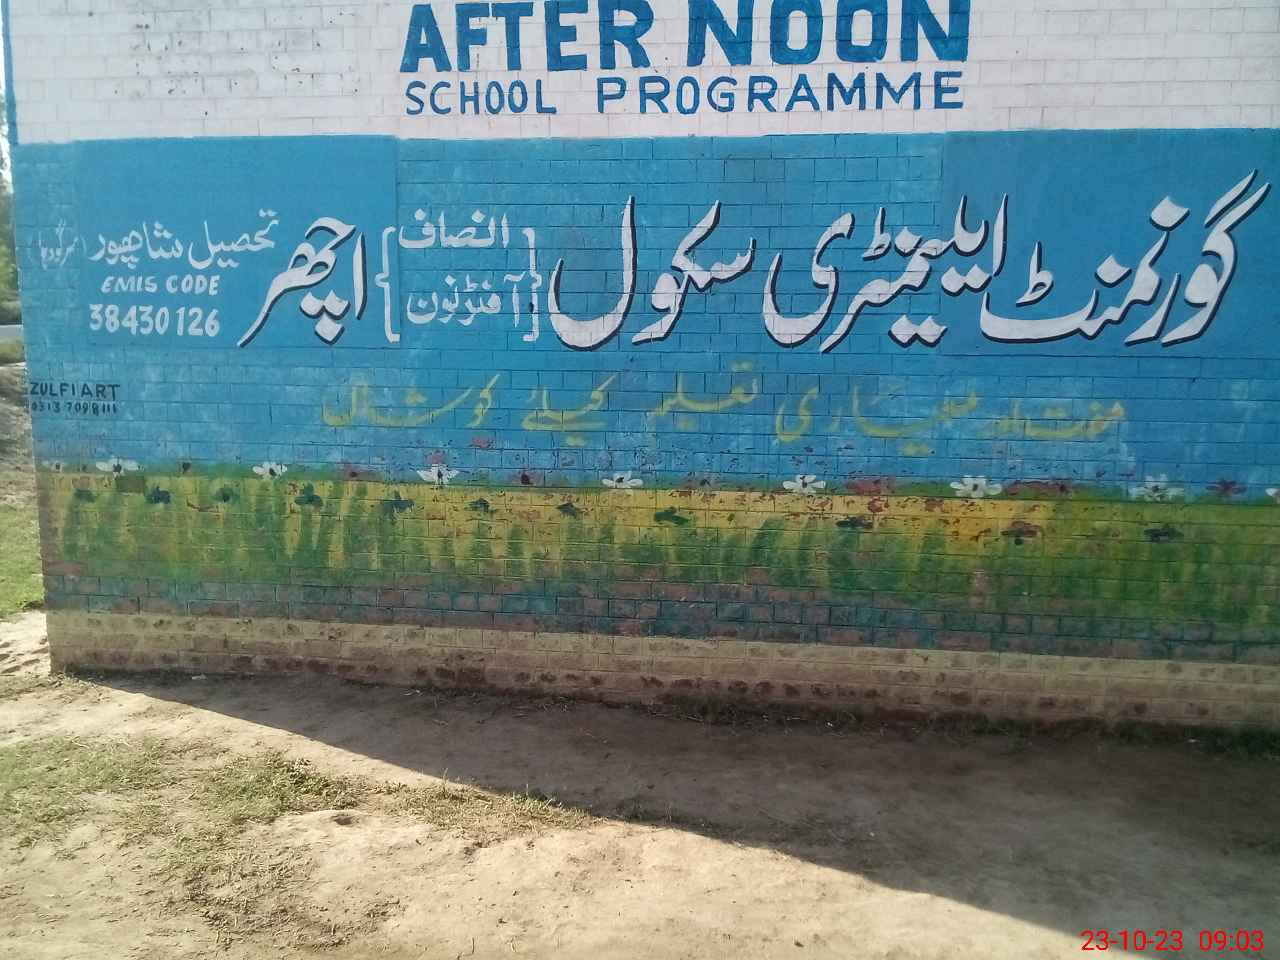 AFTER NOON
SCHOOL PROGRAMME
گورنمنٹ ایلیمنٹری سکول {انصاف آفٹرنون} اچھر
تحصیل شاہپور
EMIS CODE
38430126
مفت اور معیاری تعلیم کیلئے کوشاں
ZULFI ART
23-10-23 09:03